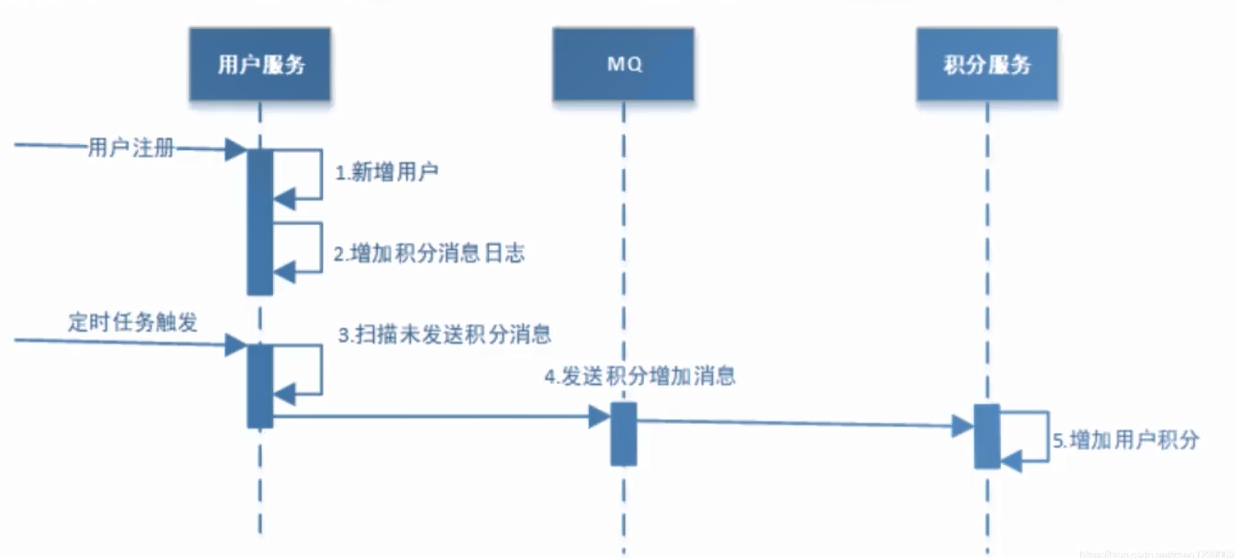 用户服务
MQ
积分服务
用户注册
1.新增用户
2.增加积分消息日志
定时任务触发
3.扫描未发送积分消息
4.发送积分增加消息
5.增加用户积分